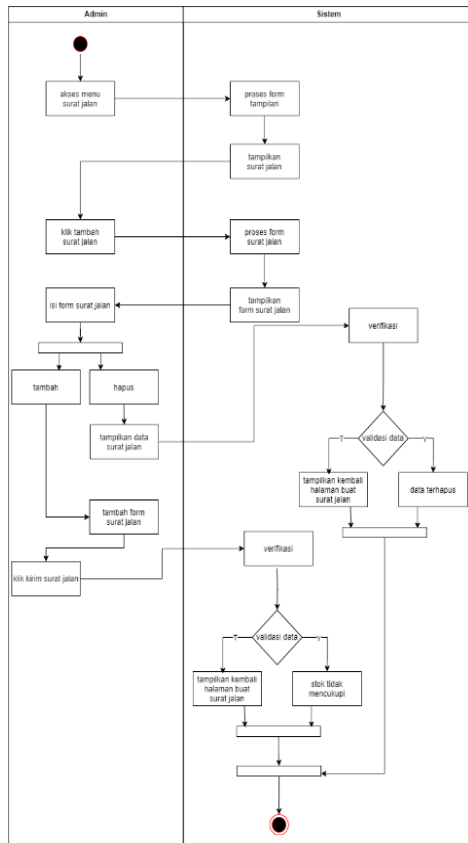 Admin
Sistem
akses menu
surat jalan
proses form
tampilan
tampilkan
surat jalan
klik tambah
surat jalan
proses form
surat jalan
isi form surat jalan
tampilkan
form surat jalan
verifikasi
tambah
hapus
tampilkan data
surat jalan
validasi data
T
y
tampilkan kembali
halaman buat
surat jalan
data terhapus
tambah form
surat jalan
klik kirim surat jalan
verifikasi
validasi data
T
y
tampilkan kembali
halaman buat
surat jalan
stok tidak
mencukupi